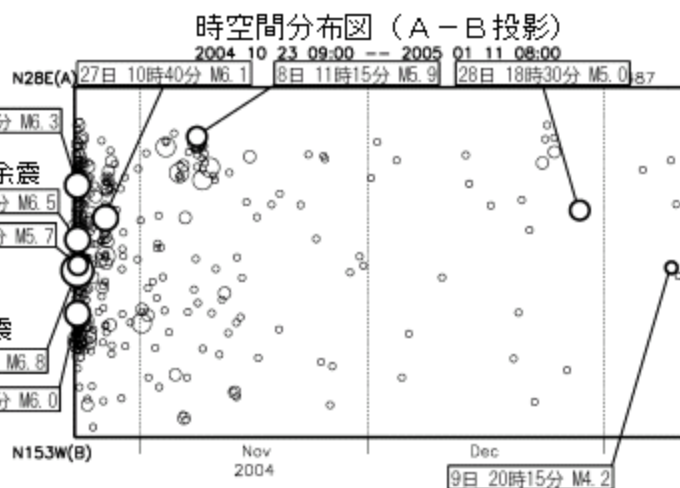 時空間分布図（A－B投影）
2004 10 23 09:00 -- 2005 01 11 08:00
N28E(A)
27日 10時40分 M6.1
8日 11時15分 M5.9
28日 18時30分 M5.0
=87
分 M6.3
余震
分 M6.5
分 M5.7
震
M6.8
分 M6.0
N153W(B)
Nov
Dec
2004
9日 20時15分 M4.2